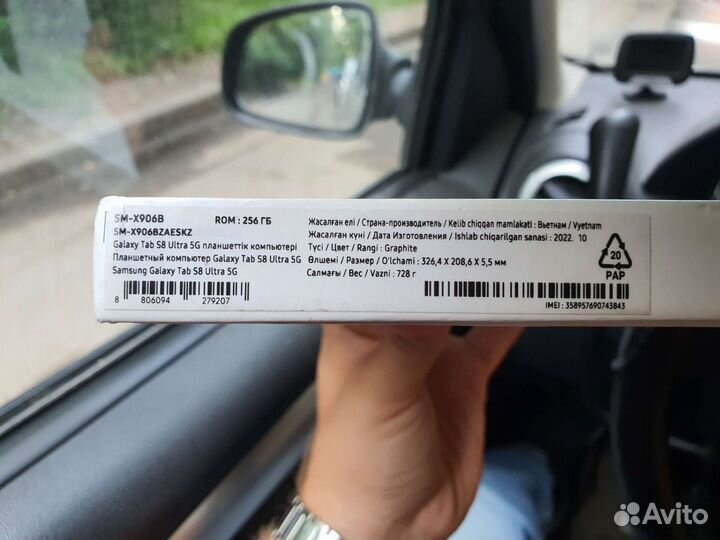 SM-X906B
ROM : 256 ГБ
SM-X906BZAESKZ
Galaxy Tab S8 Ultra 5G планшеттік компьютері
Планшетный компьютер Galaxy Tab S8 Ultra 5G
Samsung Galaxy Tab S8 Ultra 5G
8 806094 279207
Жасалған елі / Страна-производитель / Kelib chiqqan mamlakati : Вьетнам / Vyetnam
Жасалған күні / Дата Изготовления / Ishlab chiqarilgan sanasi : 2022. 10
Түсі / Цвет / Rangi : Graphite
Өлшемі / Размер / O'lchami : 326,4 X 208,6 X 5,5 мм
Салмағы / Вес / Vazni : 728 г
IMEI : 358957690743843
20
PAP
Avito